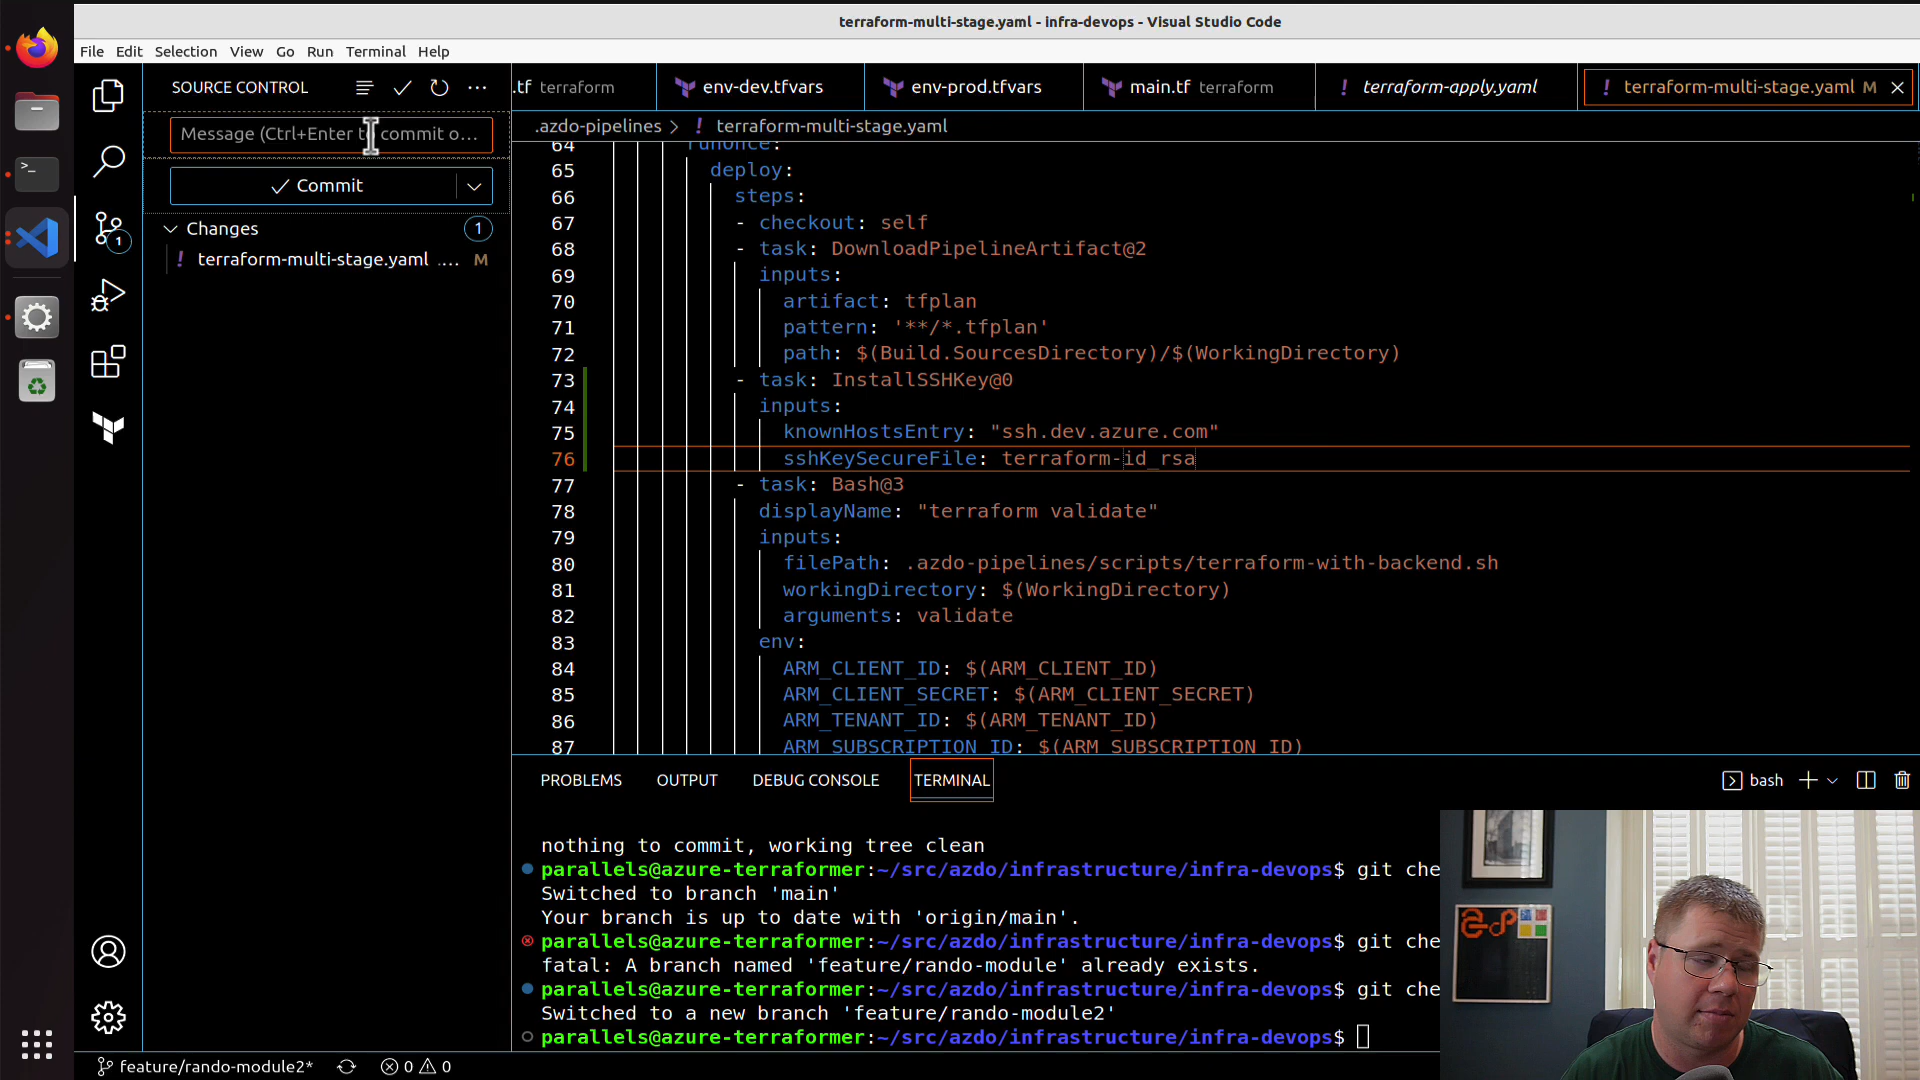 terraform-multi-stage.yaml - infra-devops - Visual Studio Code
File Edit Selection View Go Run Terminal Help
SOURCE CONTROL
Message (Ctrl+Enter to commit o...
Commit
Changes 1
! terraform-multi-stage.yaml .... M
1
.tf terraform
env-dev.tfvars
env-prod.tfvars
main.tf terraform
! terraform-apply.yaml
! terraform-multi-stage.yaml M
.azdo-pipelines > ! terraform-multi-stage.yaml
64 runOnce:
65 deploy:
66 steps:
67 - checkout: self
68 - task: DownloadPipelineArtifact@2
69 inputs:
70 artifact: tfplan
71 pattern: '**/*.tfplan'
72 path: $(Build.SourcesDirectory)/$(WorkingDirectory)
73 - task: InstallSSHKey@0
74 inputs:
75 knownHostsEntry: "ssh.dev.azure.com"
76 sshKeySecureFile: terraform-id_rsa
77 - task: Bash@3
78 displayName: "terraform validate"
79 inputs:
80 filePath: .azdo-pipelines/scripts/terraform-with-backend.sh
81 workingDirectory: $(WorkingDirectory)
82 arguments: validate
83 env:
84 ARM_CLIENT_ID: $(ARM_CLIENT_ID)
85 ARM_CLIENT_SECRET: $(ARM_CLIENT_SECRET)
86 ARM_TENANT_ID: $(ARM_TENANT_ID)
87 ARM_SUBSCRIPTION_ID: $(ARM_SUBSCRIPTION_ID)
PROBLEMS OUTPUT DEBUG CONSOLE TERMINAL
bash
nothing to commit, working tree clean
parallels@azure-terraformer:~/src/azdo/infrastructure/infra-devops$ git che
Switched to branch 'main'
Your branch is up to date with 'origin/main'.
parallels@azure-terraformer:~/src/azdo/infrastructure/infra-devops$ git che
fatal: A branch named 'feature/rando-module' already exists.
parallels@azure-terraformer:~/src/azdo/infrastructure/infra-devops$ git che
Switched to a new branch 'feature/rando-module2'
parallels@azure-terraformer:~/src/azdo/infrastructure/infra-devops$
feature/rando-module2* 0 0